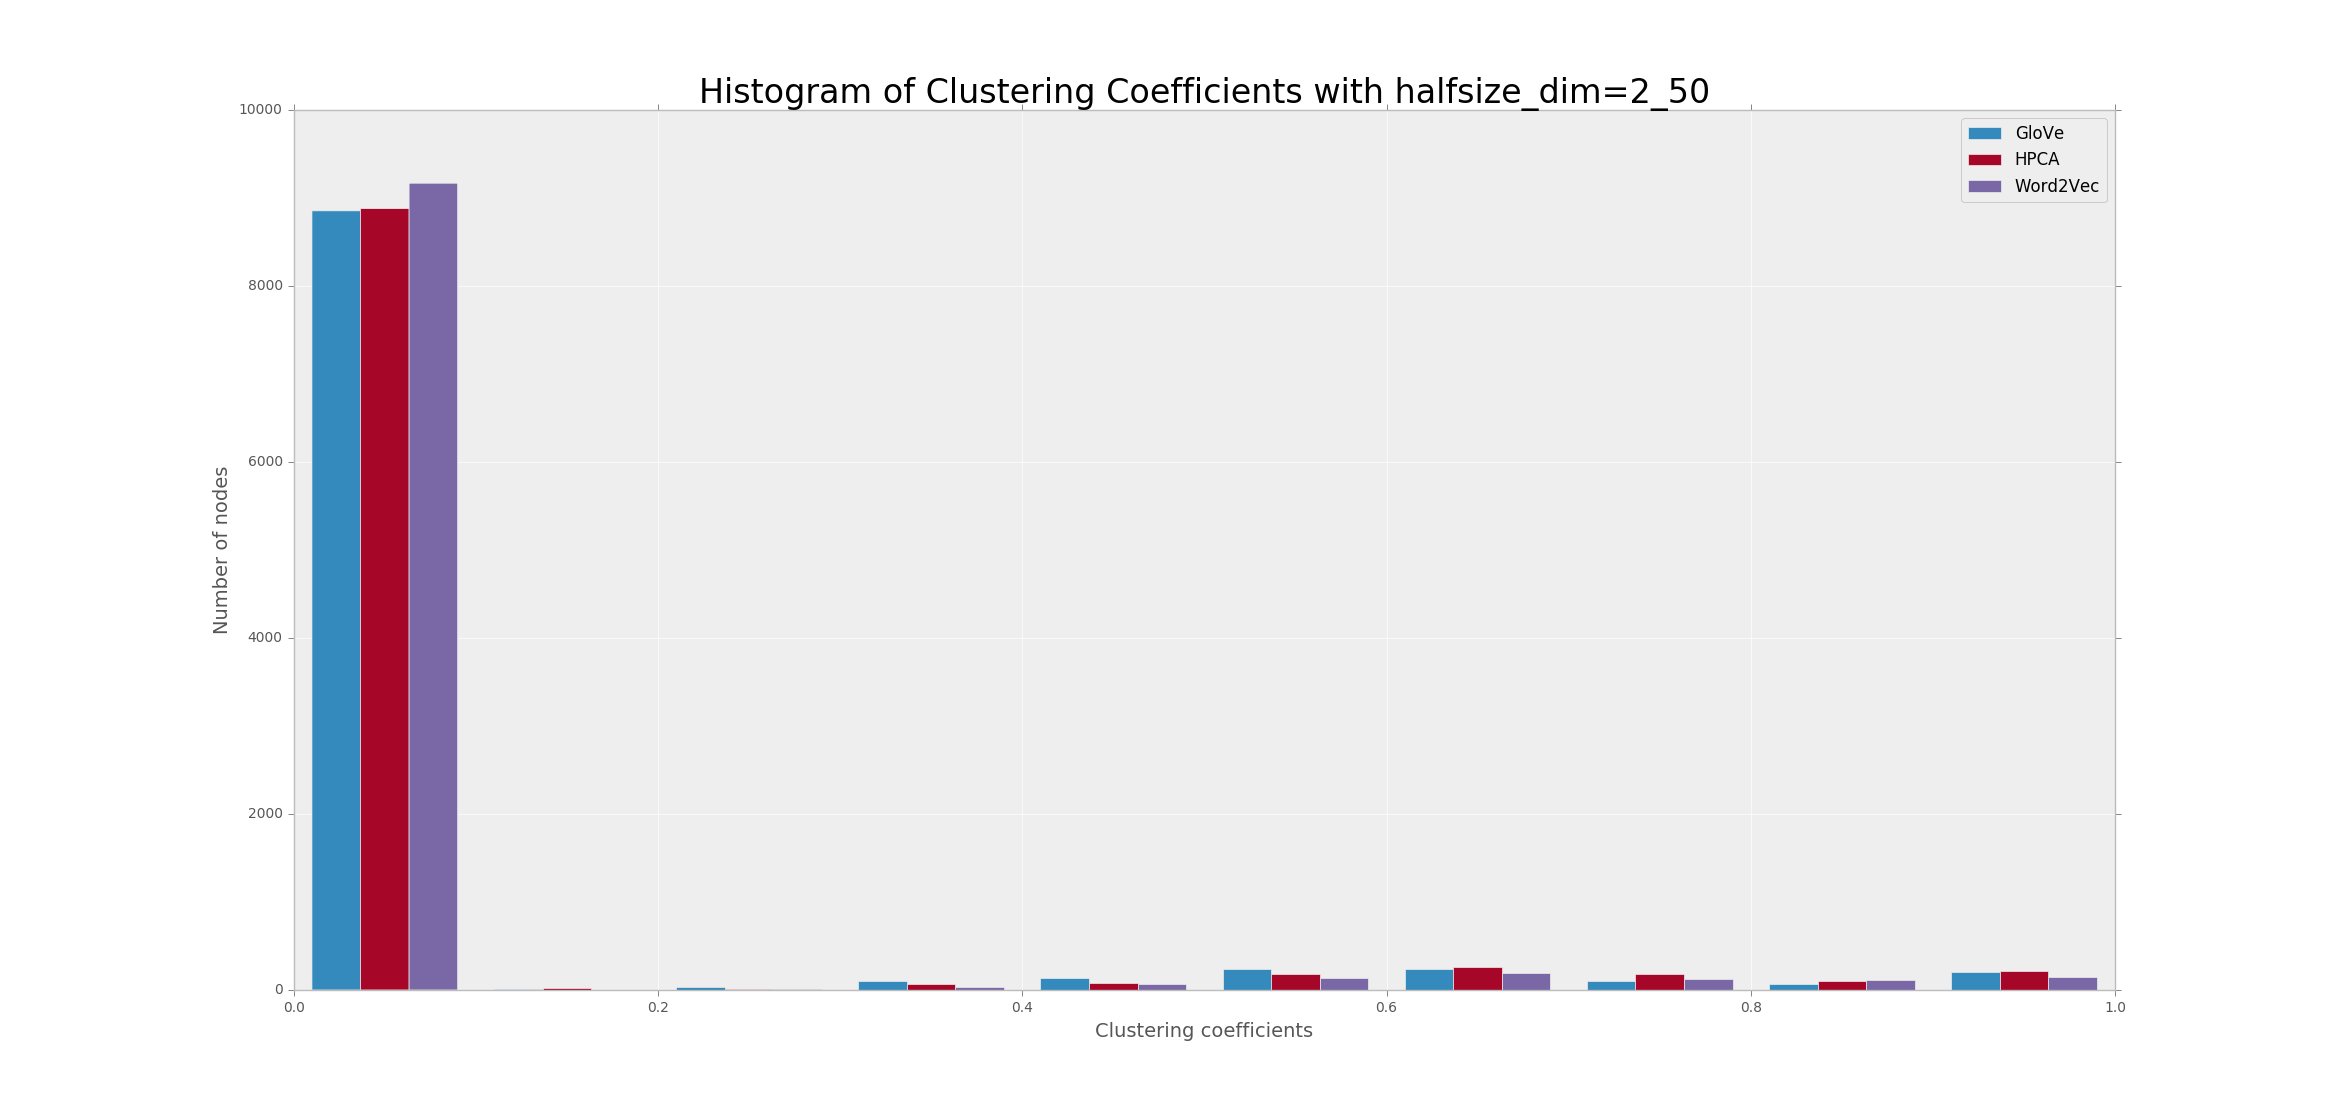 Histogram of Clustering Coefficients with halfsize_dim=2_50
10000
8000
6000
4000
2000
0
Number of nodes
GloVe
HPCA
Word2Vec
0.0 0.2 0.4 0.6 0.8 1.0
Clustering coefficients